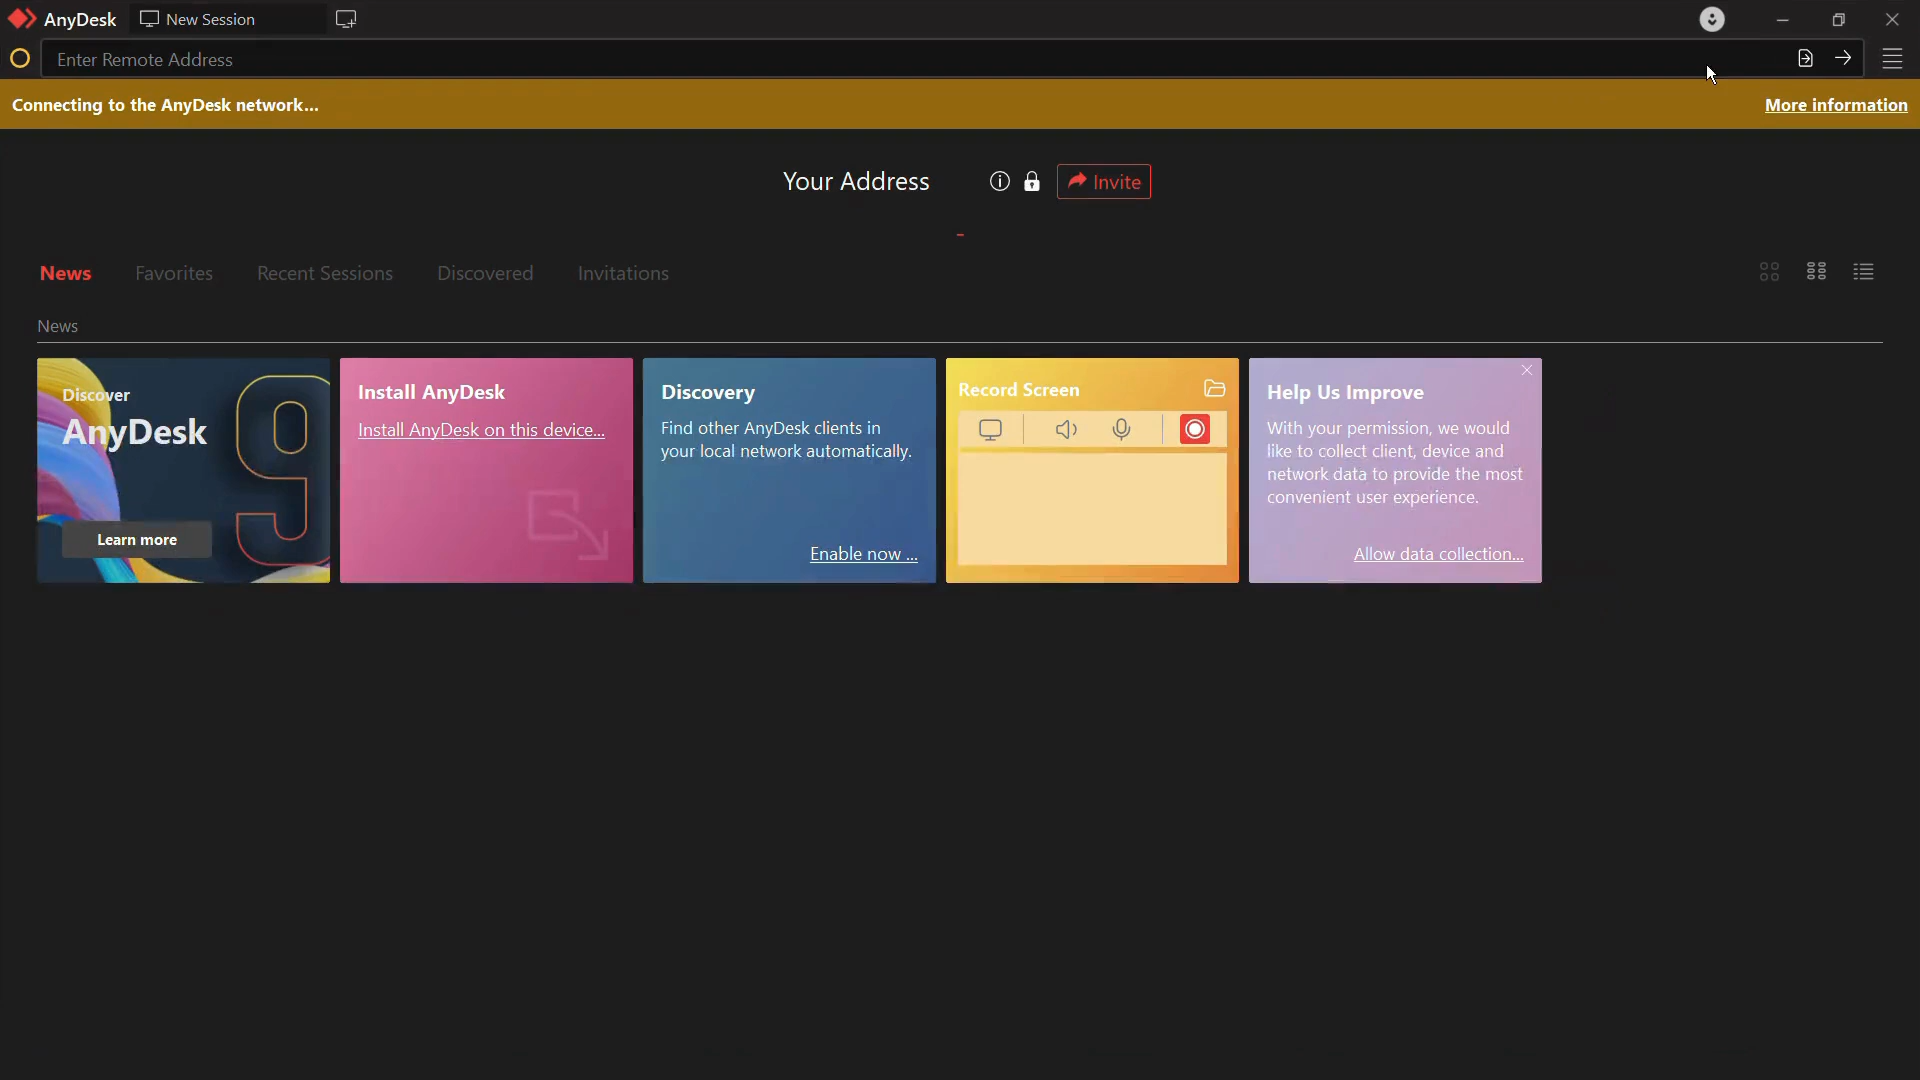 AnyDesk
New Session
Enter Remote Address
Connecting to the AnyDesk network...
More information
Your Address
Invite
News
Favorites
Recent Sessions
Discovered
Invitations
News
Discover
AnyDesk
9
Learn more
Install AnyDesk
Install AnyDesk on this device...
Discovery
Find other AnyDesk clients in
your local network automatically.
Enable now ...
Record Screen
Help Us Improve
With your permission, we would
like to collect client, device and
network data to provide the most
convenient user experience.
Allow data collection...